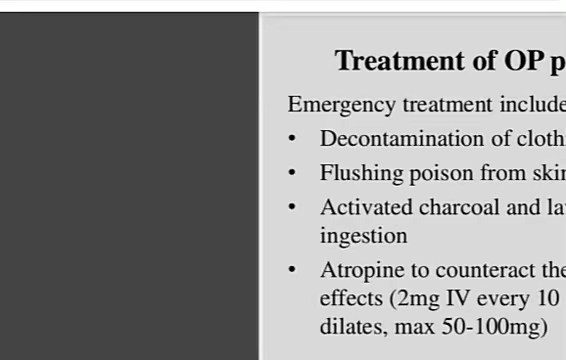 Treatment of OP p
Emergency treatment include
• Decontamination of cloth
• Flushing poison from skin
• Activated charcoal and la
ingestion
• Atropine to counteract the
effects (2mg IV every 10
dilates, max 50-100mg)